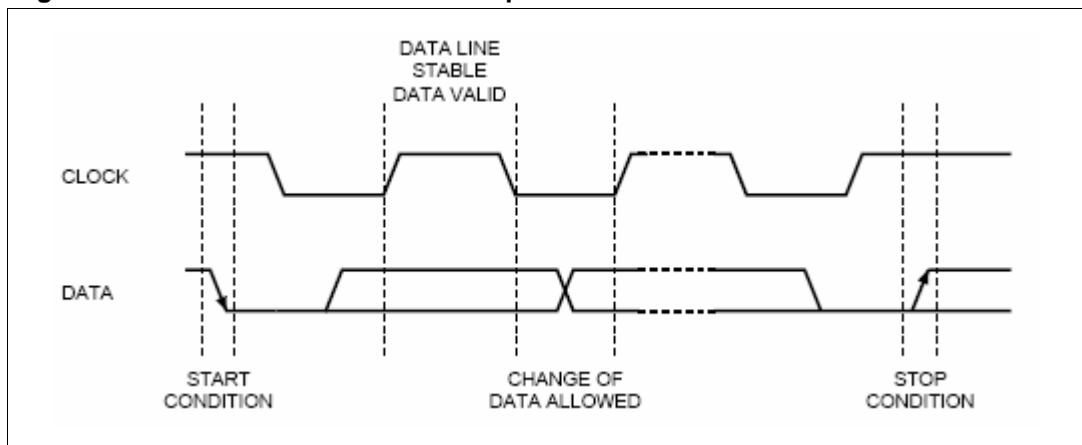 DATA LINE
STABLE
DATA VALID
CLOCK
DATA
START
CONDITION
CHANGE OF
DATA ALLOWED
STOP
CONDITION